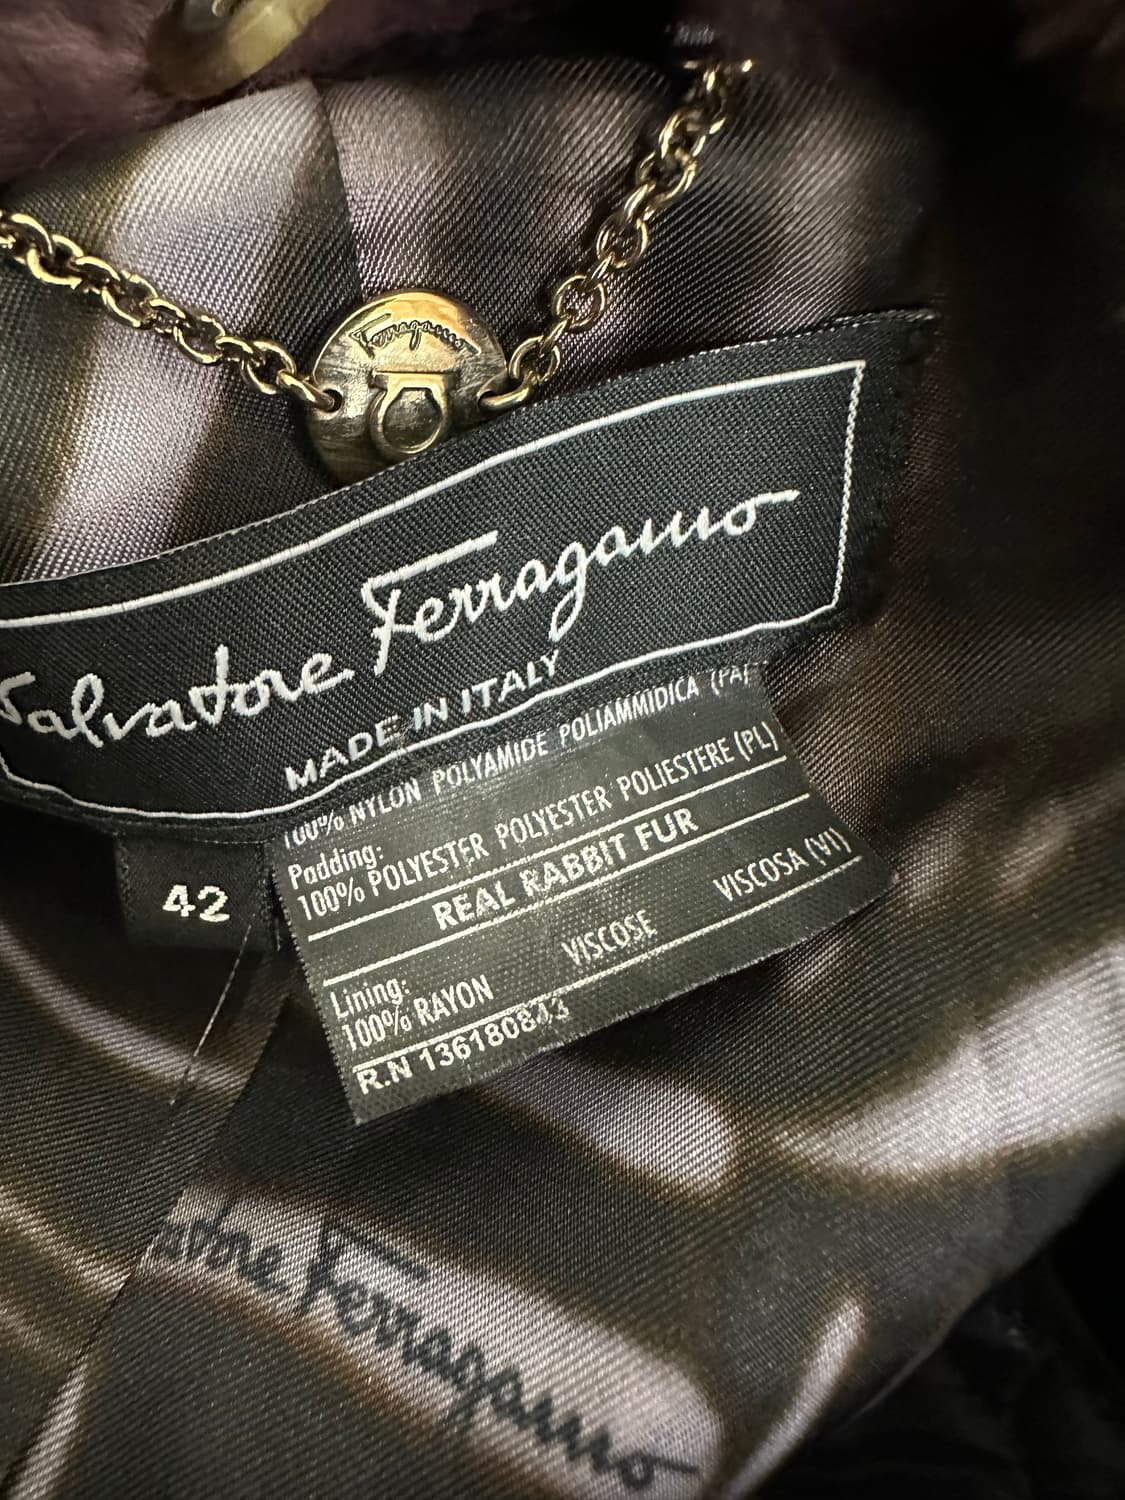 Ferragamo
Salvatore Ferragamo
MADE IN ITALY
100% NYLON POLYAMIDE POLIAMMIDICA (PA)
Padding:
100% POLYESTER POLYESTER POLIESTERE (PL)
REAL RABBIT FUR
42
Lining:
100% RAYON VISCOSE VISCOSA (VI)
R.N 136180843
atore Ferragamo